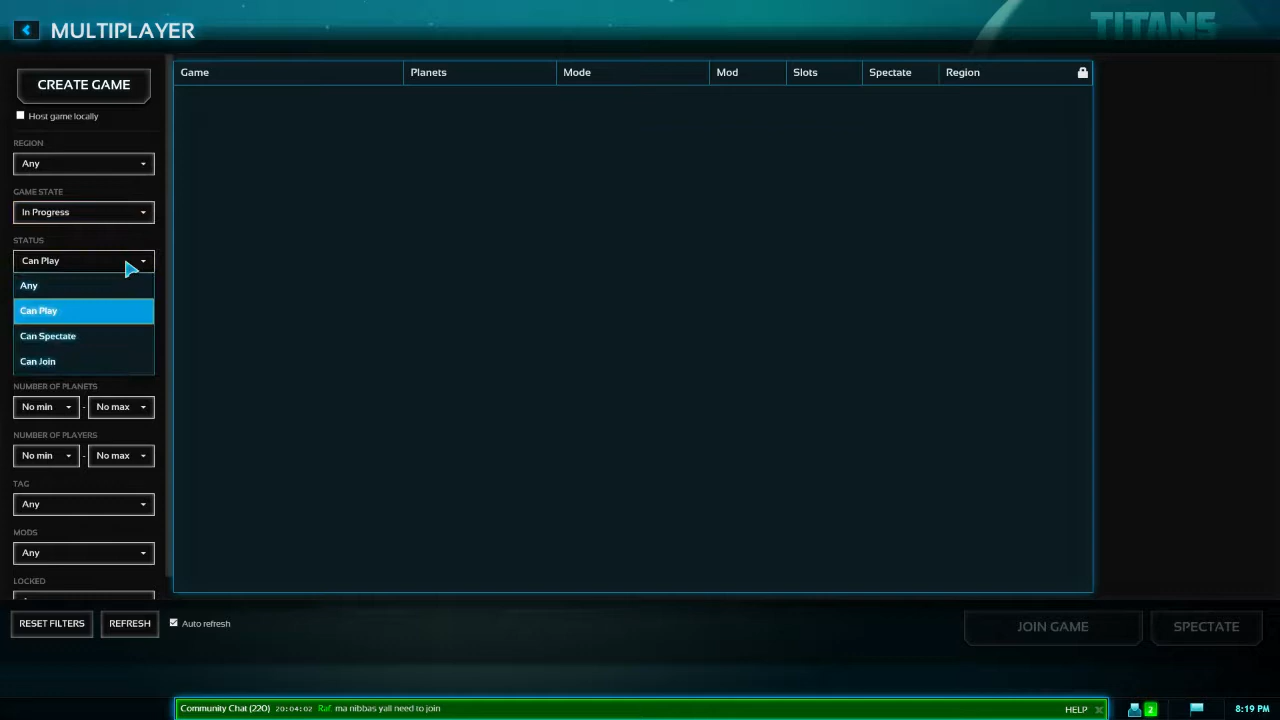 MULTIPLAYER
TITANS
CREATE GAME
Host game locally
REGION
Any
GAME STATE
In Progress
STATUS
Can Play
Any
Can Play
Can Spectate
Can Join
NUMBER OF PLANETS
No min - No max
NUMBER OF PLAYERS
No min - No max
TAG
Any
MODS
Any
LOCKED
RESET FILTERS
REFRESH
Auto refresh
Game Planets Mode Mod Slots Spectate Region
JOIN GAME
SPECTATE
Community Chat (220) 20:04:02 Raf ma nibbas yall need to join
HELP
2
8:19 PM